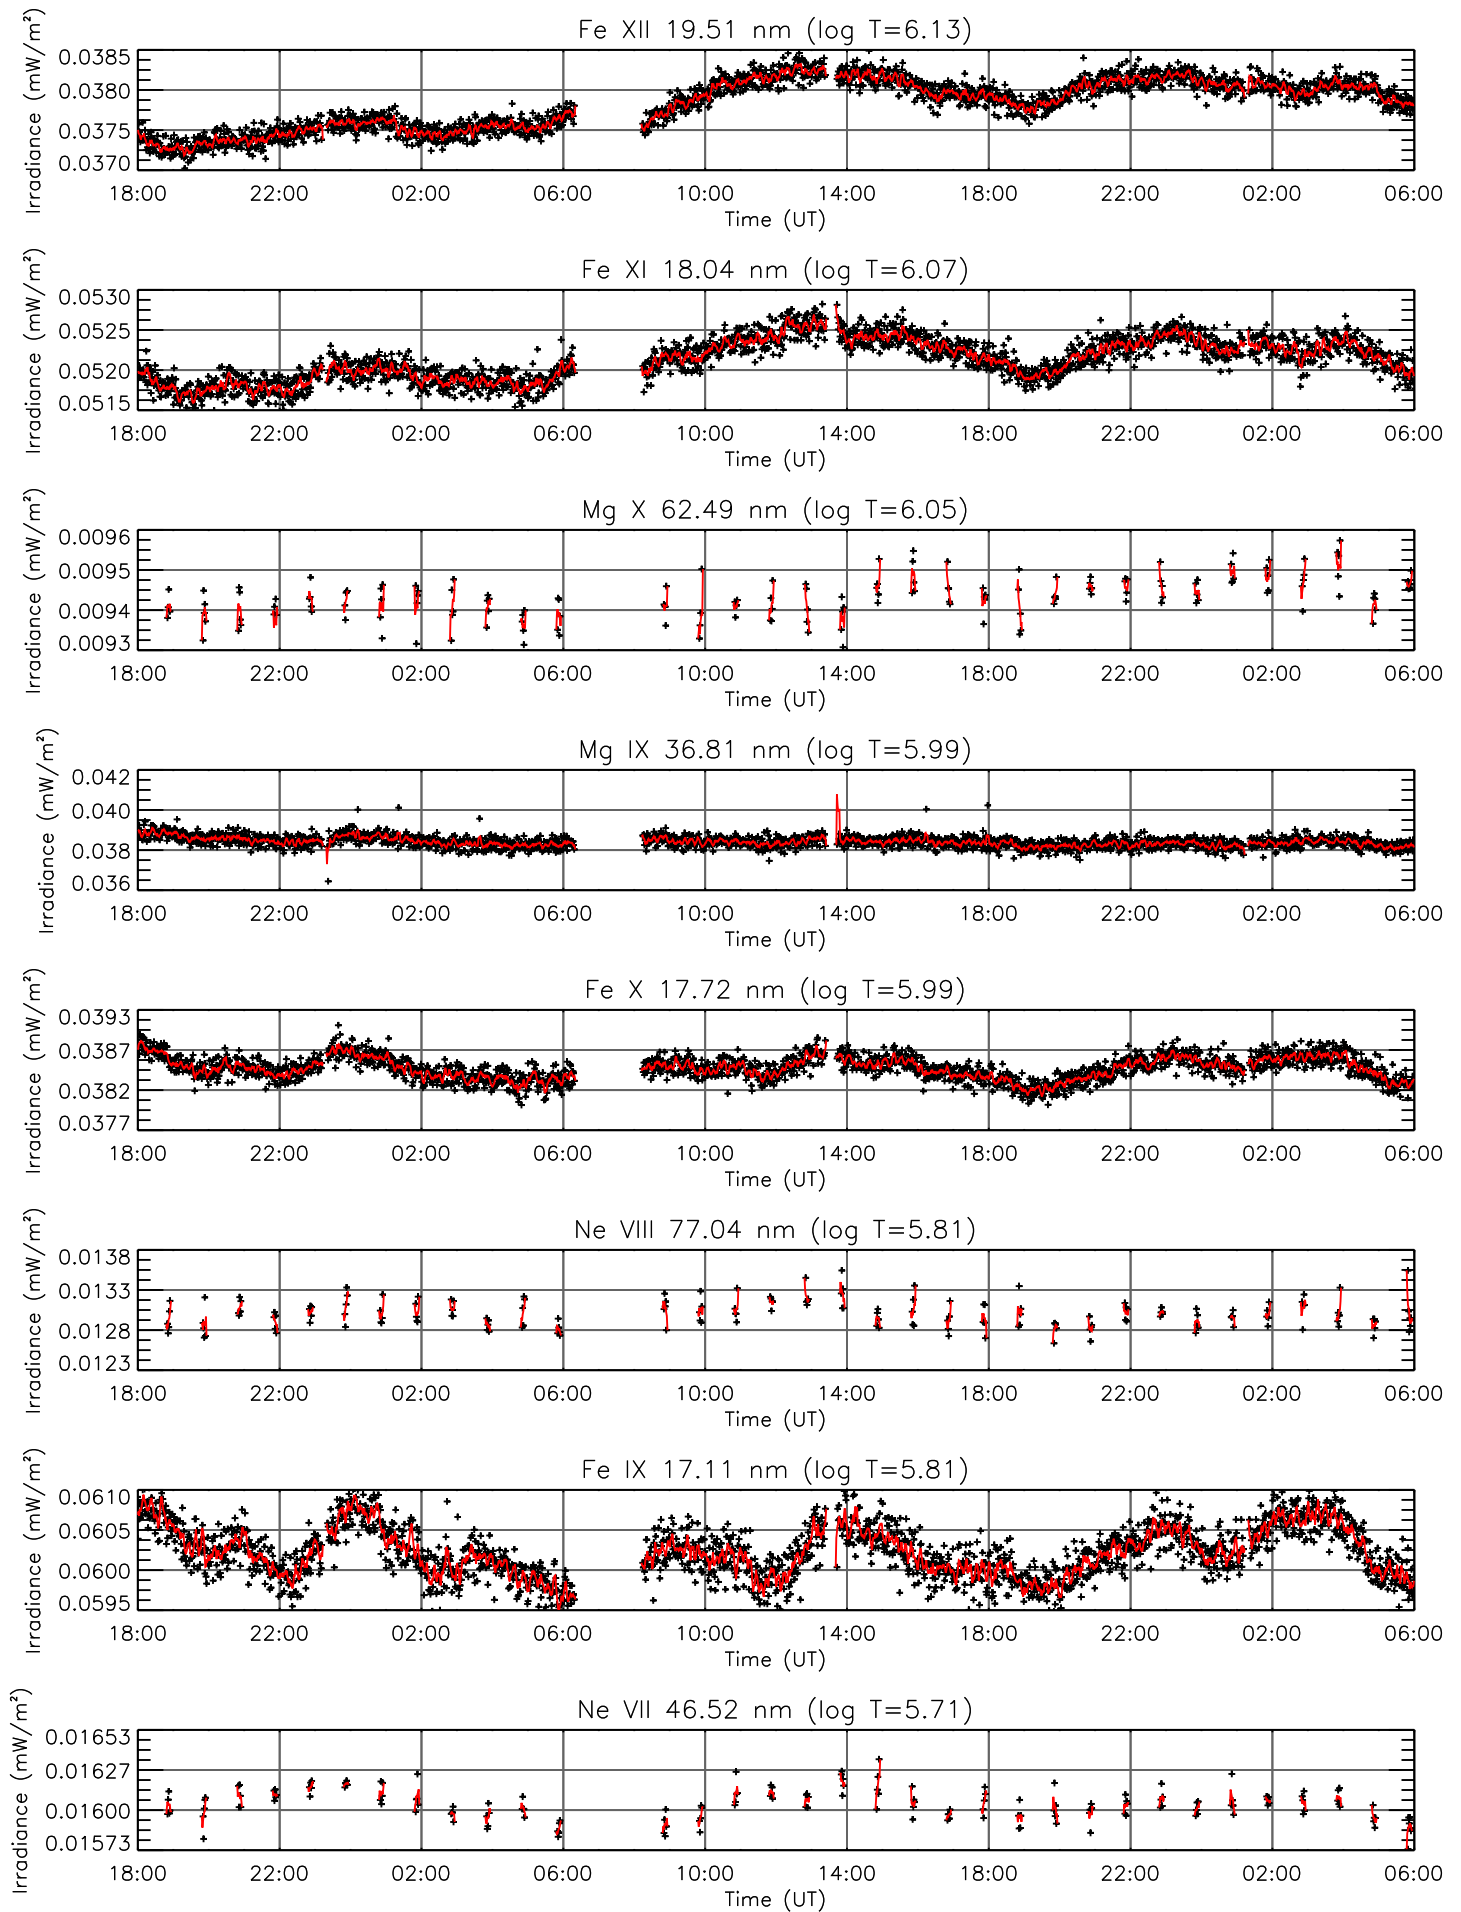 Fe XII 19.51 nm (log T=6.13)
Irradiance (mW/m²)
0.0385
0.0380
0.0375
0.0370
18:00 22:00 02:00 06:00 10:00 14:00 18:00 22:00 02:00 06:00
Time (UT)
Fe XI 18.04 nm (log T=6.07)
Irradiance (mW/m²)
0.0530
0.0525
0.0520
0.0515
18:00 22:00 02:00 06:00 10:00 14:00 18:00 22:00 02:00 06:00
Time (UT)
Mg X 62.49 nm (log T=6.05)
Irradiance (mW/m²)
0.0096
0.0095
0.0094
0.0093
18:00 22:00 02:00 06:00 10:00 14:00 18:00 22:00 02:00 06:00
Time (UT)
Mg IX 36.81 nm (log T=5.99)
Irradiance (mW/m²)
0.042
0.040
0.038
0.036
18:00 22:00 02:00 06:00 10:00 14:00 18:00 22:00 02:00 06:00
Time (UT)
Fe X 17.72 nm (log T=5.99)
Irradiance (mW/m²)
0.0393
0.0387
0.0382
0.0377
18:00 22:00 02:00 06:00 10:00 14:00 18:00 22:00 02:00 06:00
Time (UT)
Ne VIII 77.04 nm (log T=5.81)
Irradiance (mW/m²)
0.0138
0.0133
0.0128
0.0123
18:00 22:00 02:00 06:00 10:00 14:00 18:00 22:00 02:00 06:00
Time (UT)
Fe IX 17.11 nm (log T=5.81)
Irradiance (mW/m²)
0.0610
0.0605
0.0600
0.0595
18:00 22:00 02:00 06:00 10:00 14:00 18:00 22:00 02:00 06:00
Time (UT)
Ne VII 46.52 nm (log T=5.71)
Irradiance (mW/m²)
0.01653
0.01627
0.01600
0.01573
18:00 22:00 02:00 06:00 10:00 14:00 18:00 22:00 02:00 06:00
Time (UT)